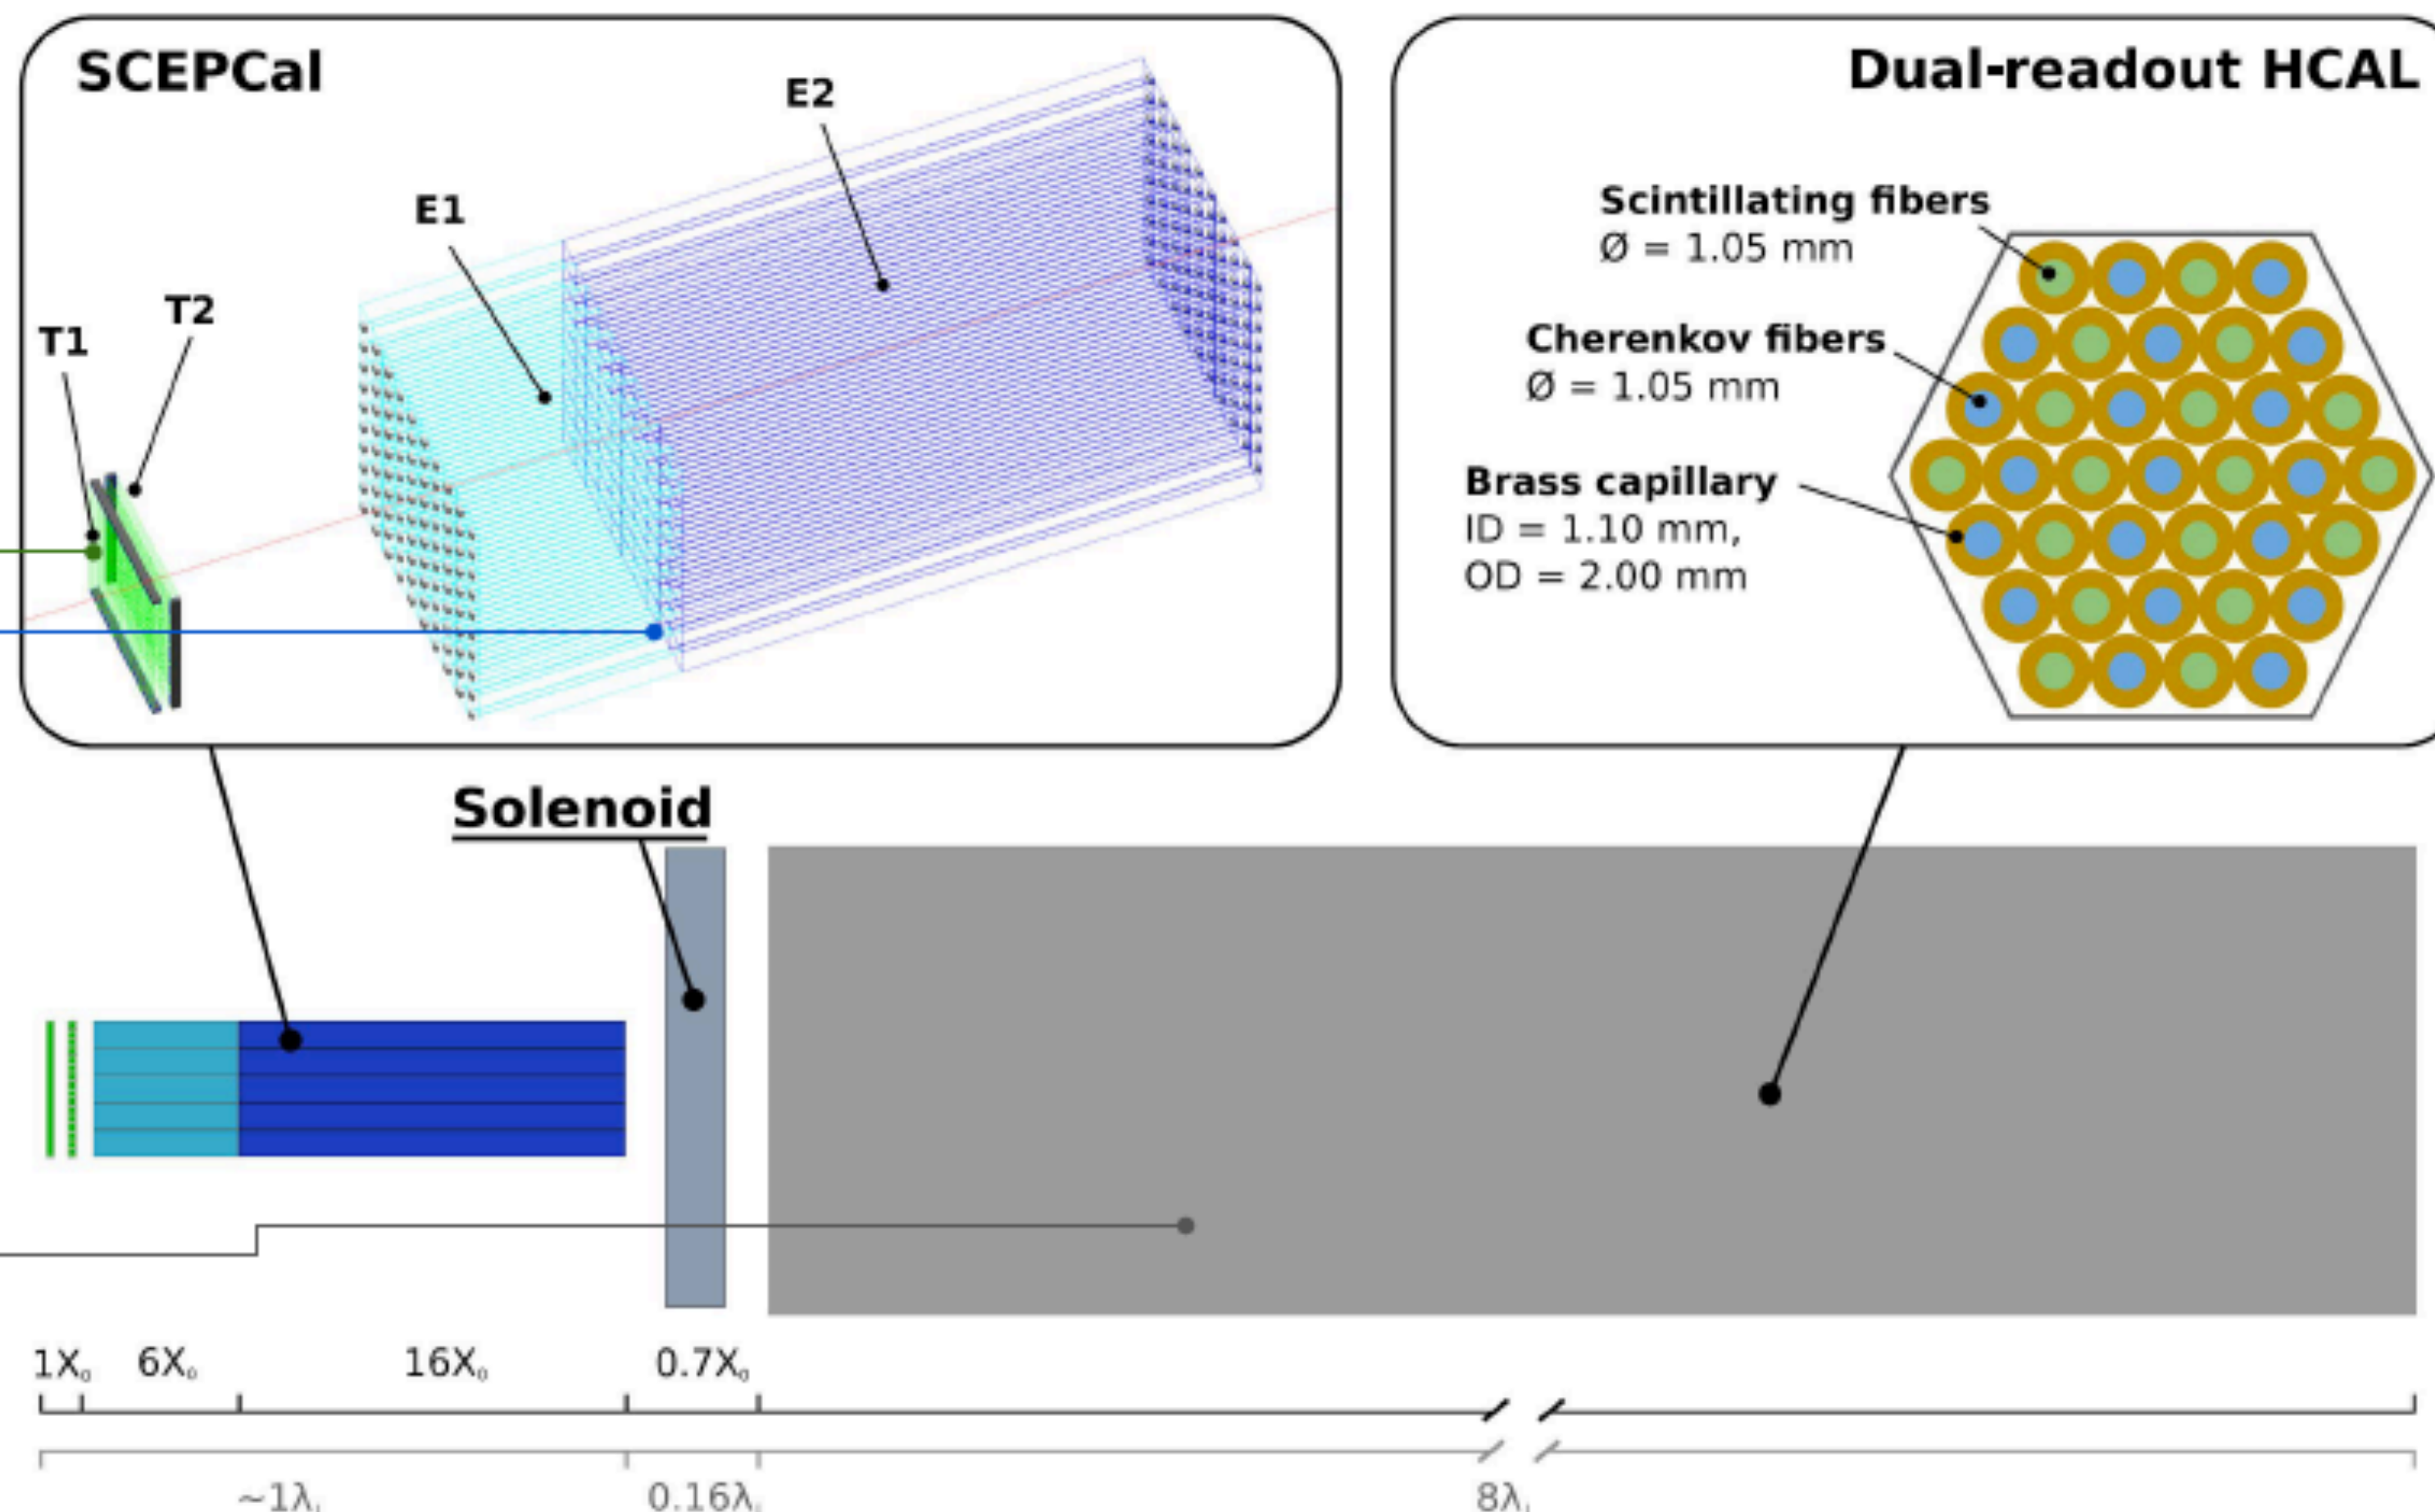 SCEPCal
E2
E1
T2
T1
Dual-readout HCAL
Scintillating fibers
Ø = 1.05 mm
Cherenkov fibers
Ø = 1.05 mm
Brass capillary
ID = 1.10 mm,
OD = 2.00 mm
Solenoid
1X₀ 6X₀ 16X₀ 0.7X₀
~1λᵢ 0.16λᵢ 8λᵢ